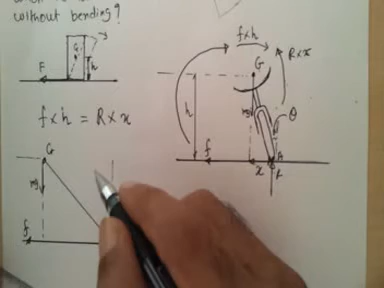 without bending?
G
h
F
f x h = R x x
G
mg
f
f x h
R x x
G
h
mg
θ
f
x
A
R